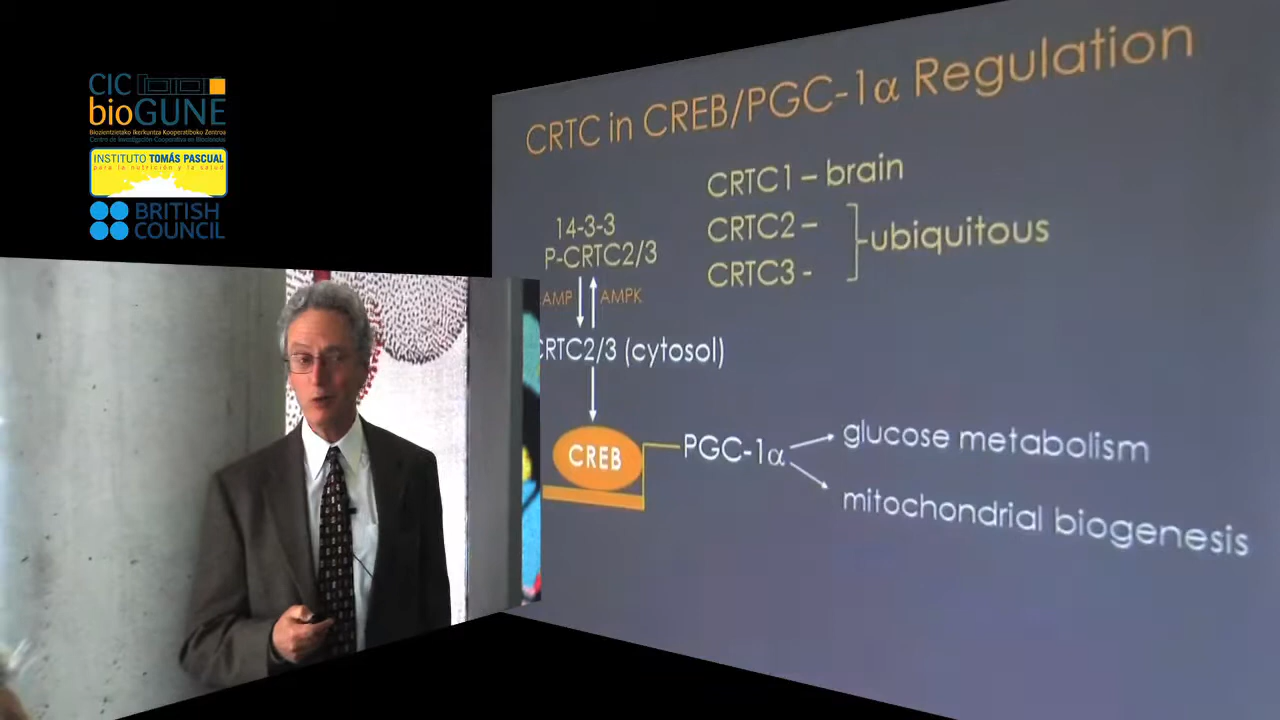 CIC
bioGUNE
Biozientzietako Ikerkuntza Kooperatiboko Zentroa
Centro de Investigación Cooperativa en Biociencias
INSTITUTO TOMÁS PASCUAL
para la nutrición y la salud
BRITISH
COUNCIL
CRTC in CREB/PGC-1α Regulation
CRTC1 – brain
CRTC2 –
CRTC3 -
ubiquitous
14-3-3
P-CRTC2/3
AMP
AMPK
CRTC2/3 (cytosol)
CREB
PGC-1α
glucose metabolism
mitochondrial biogenesis